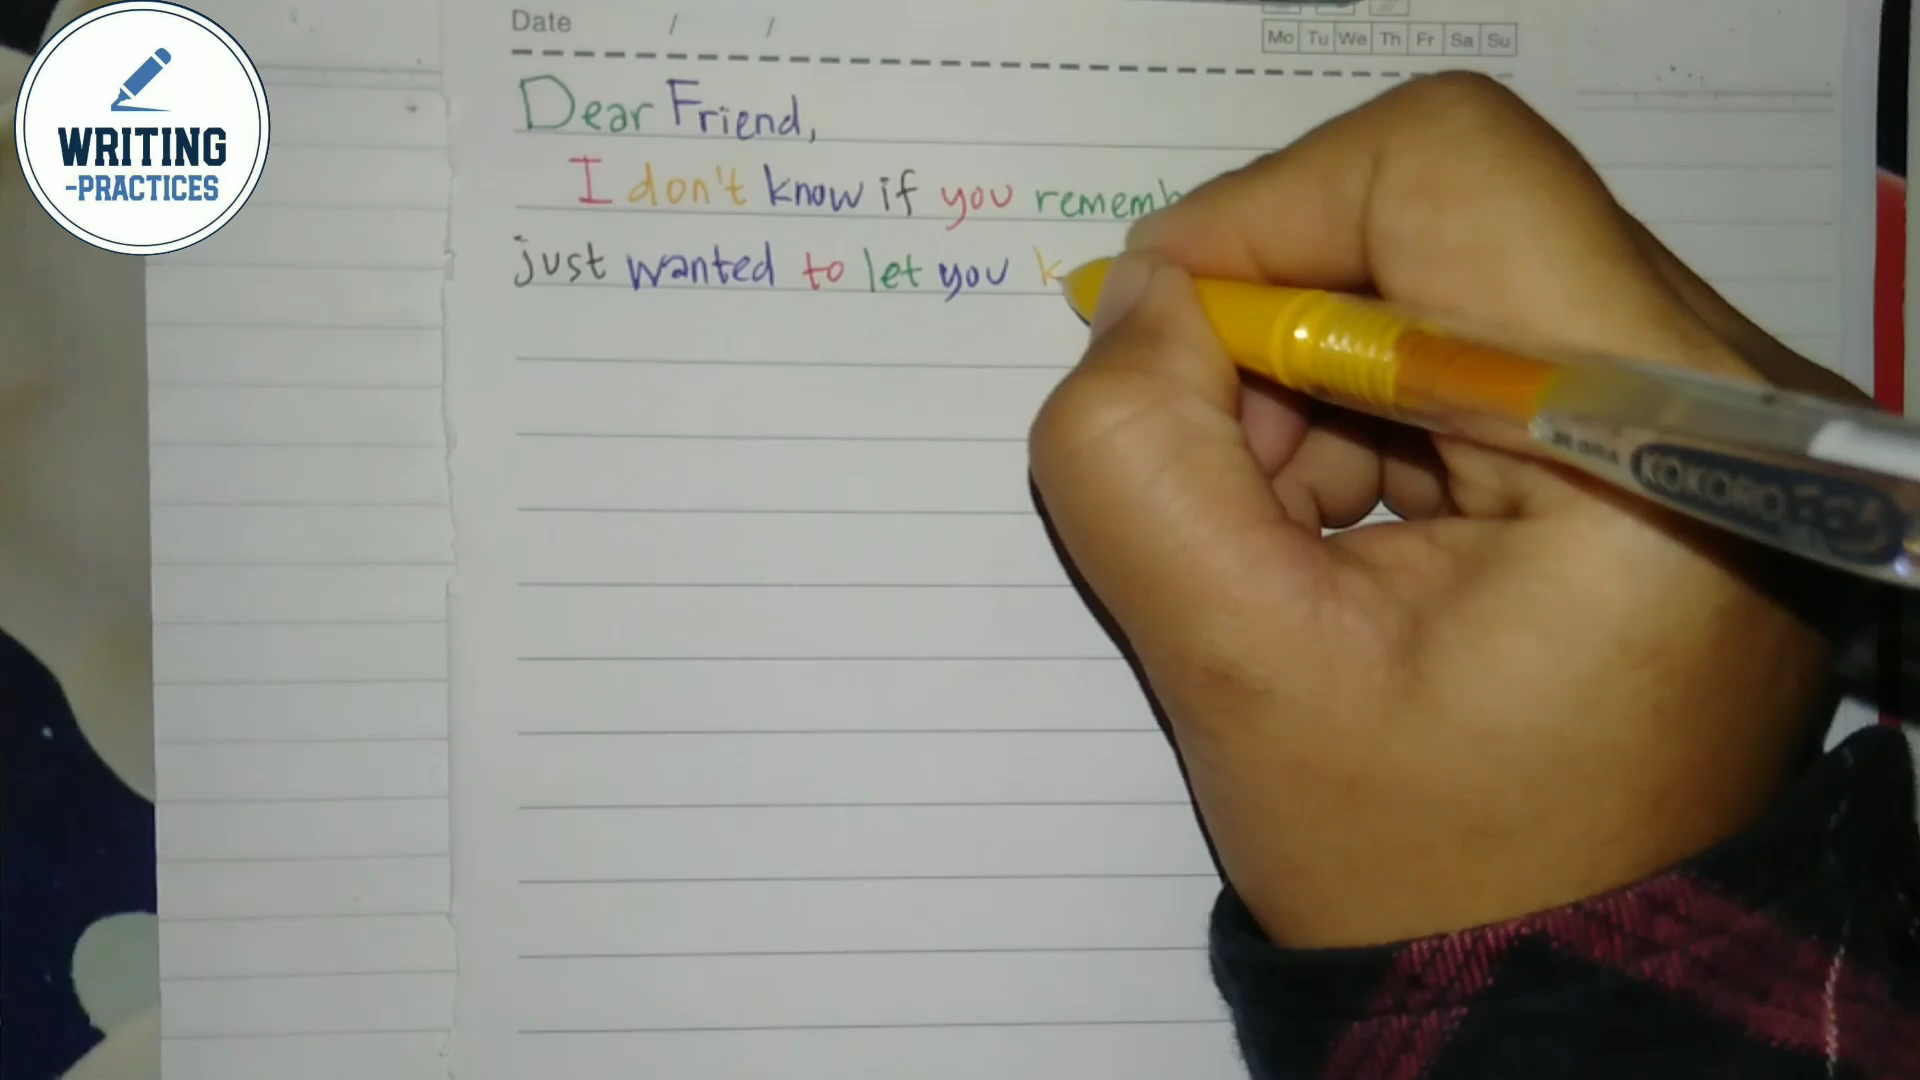 WRITING
-PRACTICES
Date / /
Mo Tu We Th Fr Sa Su
Dear Friend,
I don't know if you rememb
just wanted to let you k
KOKORO